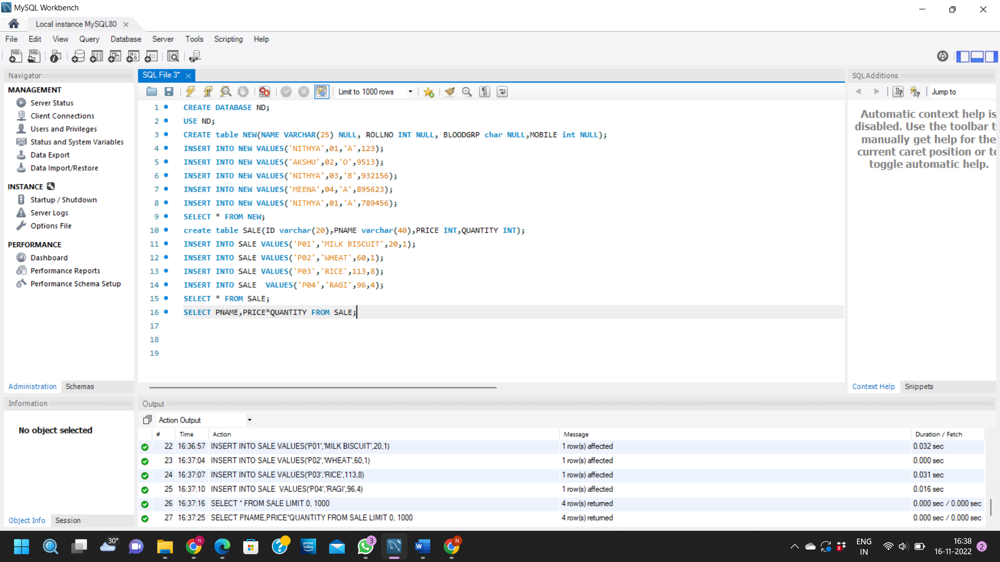 MySQL Workbench
Local instance MySQL80
File Edit View Query Database Server Tools Scripting Help
Navigator
MANAGEMENT
Server Status
Client Connections
Users and Privileges
Status and System Variables
Data Export
Data Import/Restore
INSTANCE
Startup / Shutdown
Server Logs
Options File
PERFORMANCE
Dashboard
Performance Reports
Performance Schema Setup
Administration Schemas
Information
No object selected
Object Info Session
SQL File 3*
Limit to 1000 rows
1 CREATE DATABASE ND;
2 USE ND;
3 CREATE table NEW(NAME VARCHAR(25) NULL, ROLLNO INT NULL, BLOODGRP char NULL,MOBILE int NULL);
4 INSERT INTO NEW VALUES('NITHYA',01,'A',123);
5 INSERT INTO NEW VALUES('AKSHU',02,'O',9513);
6 INSERT INTO NEW VALUES('NITHYA',03,'B',932156);
7 INSERT INTO NEW VALUES('MEENA',04,'A',895623);
8 INSERT INTO NEW VALUES('NITHYA',01,'A',789456);
9 SELECT * FROM NEW;
10 create table SALE(ID varchar(20),PNAME varchar(40),PRICE INT,QUANTITY INT);
11 INSERT INTO SALE VALUES('P01','MILK BISCUIT',20,1);
12 INSERT INTO SALE VALUES('P02','WHEAT',60,1);
13 INSERT INTO SALE VALUES('P03','RICE',113,8);
14 INSERT INTO SALE  VALUES('P04','RAGI',96,4);
15 SELECT * FROM SALE;
16 SELECT PNAME,PRICE*QUANTITY FROM SALE;
17
18
19
SQLAdditions
Jump to
Automatic context help is
disabled. Use the toolbar t
manually get help for the
current caret position or to
toggle automatic help.
Context Help Snippets
Output
Action Output
# Time Action Message Duration / Fetch
22 16:36:57 INSERT INTO SALE VALUES('P01','MILK BISCUIT',20,1) 1 row(s) affected 0.032 sec
23 16:37:04 INSERT INTO SALE VALUES('P02','WHEAT',60,1) 1 row(s) affected 0.000 sec
24 16:37:07 INSERT INTO SALE VALUES('P03','RICE',113,8) 1 row(s) affected 0.031 sec
25 16:37:10 INSERT INTO SALE  VALUES('P04','RAGI',96,4) 1 row(s) affected 0.016 sec
26 16:37:16 SELECT * FROM SALE LIMIT 0, 1000 4 row(s) returned 0.000 sec / 0.000 sec
27 16:37:25 SELECT PNAME,PRICE*QUANTITY FROM SALE LIMIT 0, 1000 4 row(s) returned 0.000 sec / 0.000 sec
30°
n
prime video
3
W
N
3
ENG
IN
16:38
16-11-2022
2